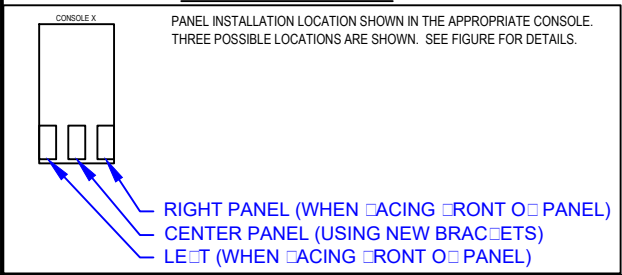 CONSOLE X
PANEL INSTALLATION LOCATION SHOWN IN THE APPROPRIATE CONSOLE.
THREE POSSIBLE LOCATIONS ARE SHOWN. SEE FIGURE FOR DETAILS.
RIGHT PANEL (WHEN □ACING □RONT O□ PANEL)
CENTER PANEL (USING NEW BRAC□ETS)
LE□T (WHEN □ACING □RONT O□ PANEL)